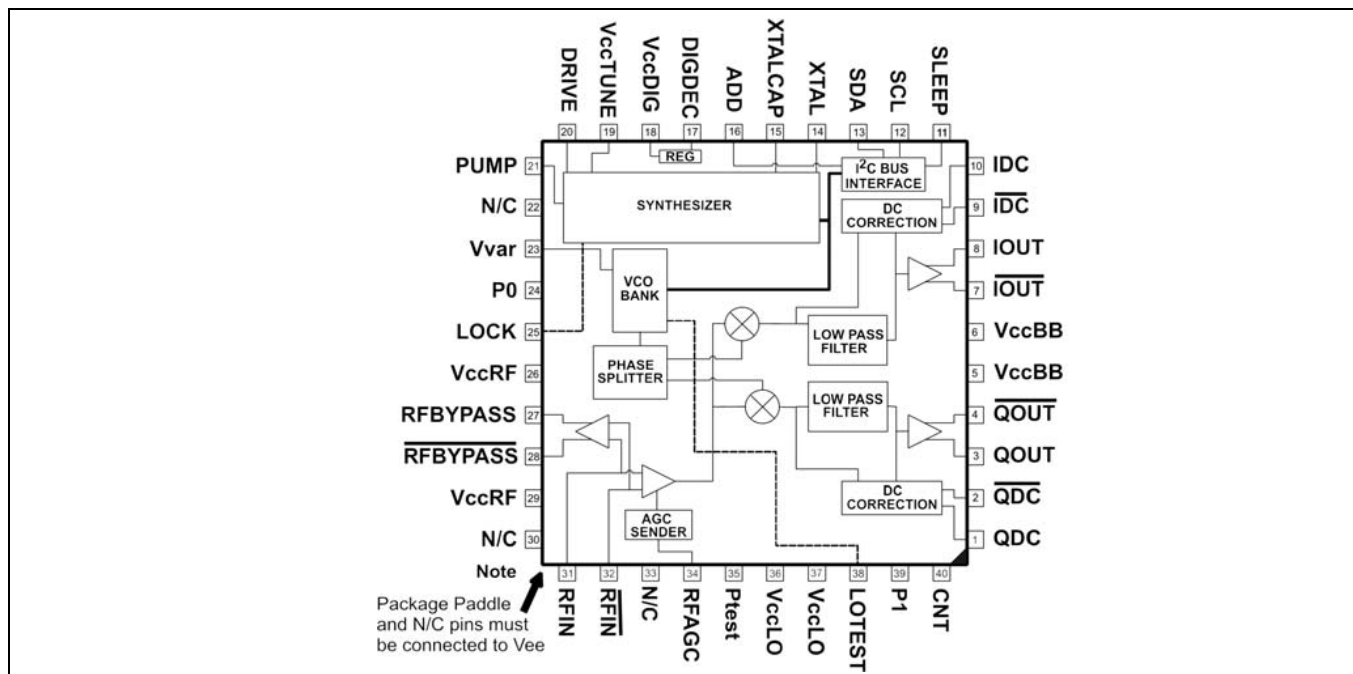 DRIVE
VccTUNE
VccDIG
DIGDEC
ADD
XTALCAP
XTAL
SDA
SCL
SLEEP
20
19
18
17
16
15
14
13
12
11
PUMP 21
N/C 22
Vvar 23
P0 24
LOCK 25
VccRF 26
RFBYPASS 27
RFBYPASS 28
VccRF 29
N/C 30
REG
SYNTHESIZER
I²C BUS
INTERFACE
DC
CORRECTION
VCO
BANK
PHASE
SPLITTER
LOW PASS
FILTER
LOW PASS
FILTER
DC
CORRECTION
AGC
SENDER
10 IDC
9 IDC
8 IOUT
7 IOUT
6 VccBB
5 VccBB
4 QOUT
3 QOUT
2 QDC
1 QDC
31
32
33
34
35
36
37
38
39
40
RFIN
RFIN
N/C
RFAGC
Ptest
VccLO
VccLO
LOTEST
P1
CNT
Note
Package Paddle
and N/C pins must
be connected to Vee